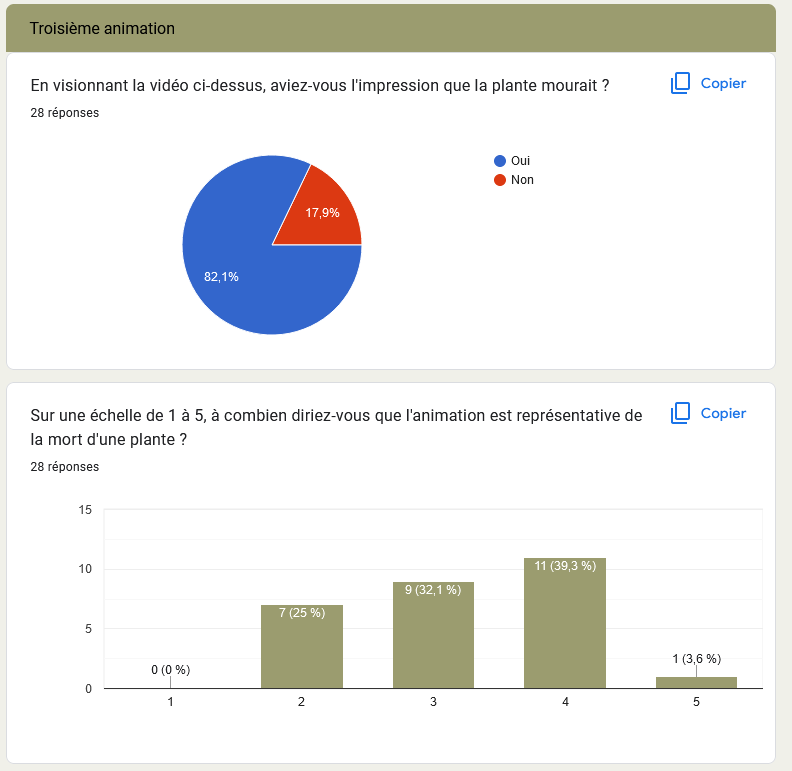 Troisième animation
En visionnant la vidéo ci-dessus, aviez-vous l'impression que la plante mourait ?
Copier
28 réponses
Oui
Non
17,9%
82,1%
Sur une échelle de 1 à 5, à combien diriez-vous que l'animation est représentative de
la mort d'une plante ?
Copier
28 réponses
15
10
5
0
0 (0 %)
7 (25 %)
9 (32,1 %)
11 (39,3 %)
1 (3,6 %)
1
2
3
4
5